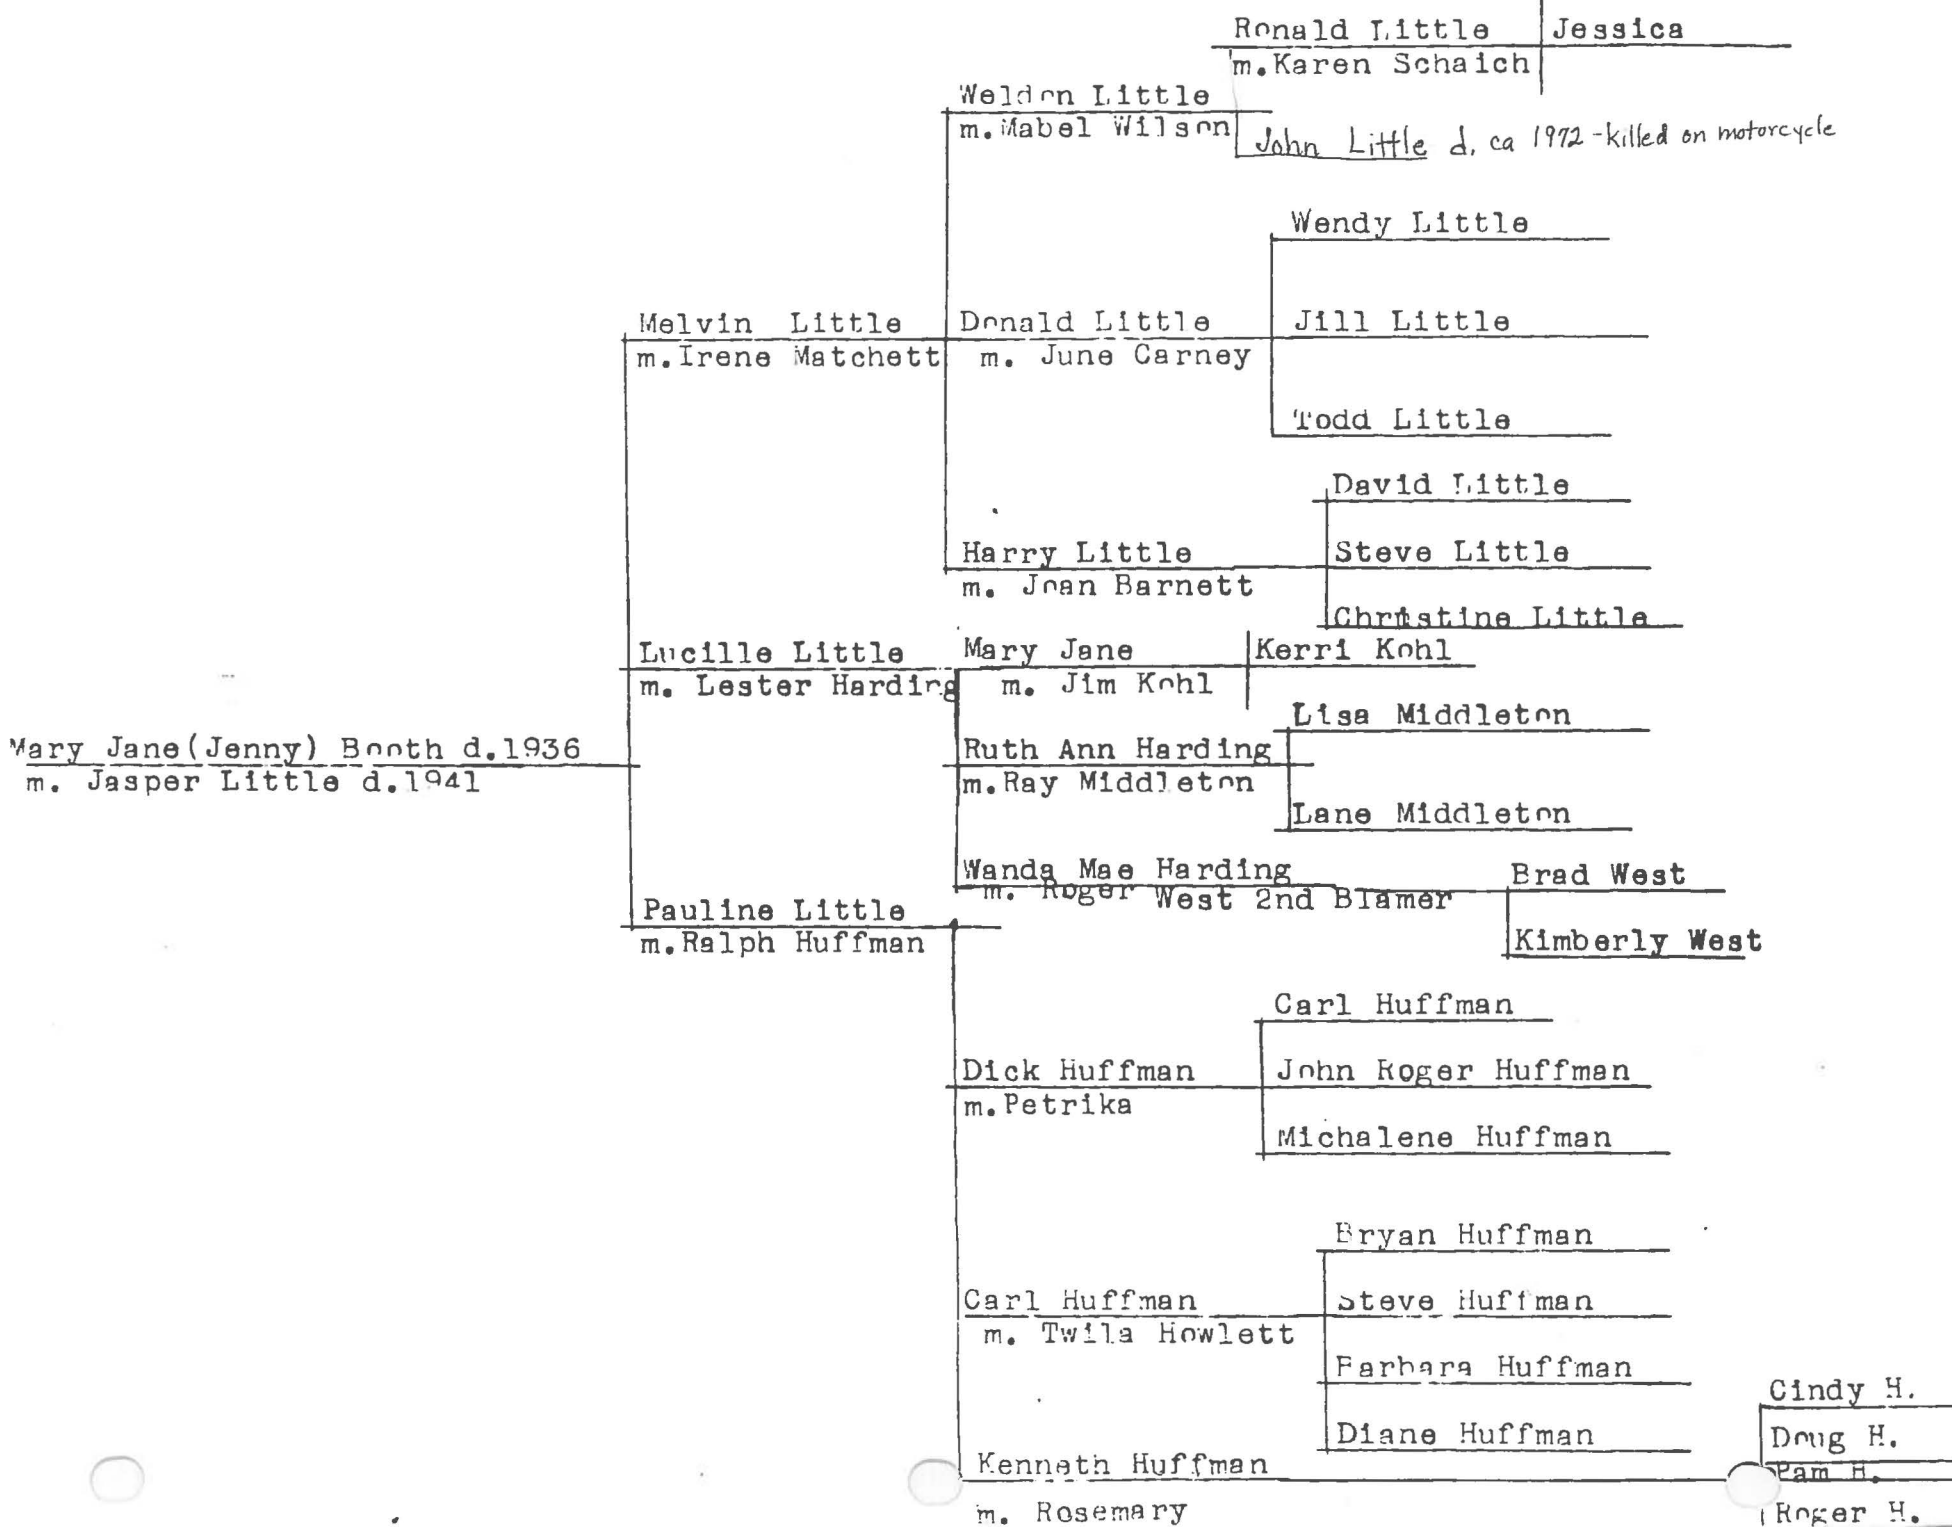 Ronald Little
Jessica
m.Karen Schaich
Weldon Little
m.Mabel Wilson
John Little d. ca 1972 - killed on motorcycle
Wendy Little
Melvin Little
m.Irene Matchett
Donald Little
m. June Carney
Jill Little
Todd Little
David Little
Harry Little
m. Joan Barnett
Steve Little
Christine Little
Lucille Little
m. Lester Harding
Mary Jane
m. Jim Kohl
Kerri Kohl
Lisa Middleton
Mary Jane(Jenny) Booth d.1936
m. Jasper Little d.1941
Ruth Ann Harding
m.Ray Middleton
Lane Middleton
Wanda Mae Harding
m. Roger West 2nd Blamer
Brad West
Kimberly West
Pauline Little
m.Ralph Huffman
Carl Huffman
Dick Huffman
m.Petrika
John Roger Huffman
Michalene Huffman
Bryan Huffman
Carl Huffman
m. Twila Howlett
Steve Huffman
Barbara Huffman
Diane Huffman
Kenneth Huffman
m. Rosemary
Cindy H.
Doug H.
Pam H.
Roger H.